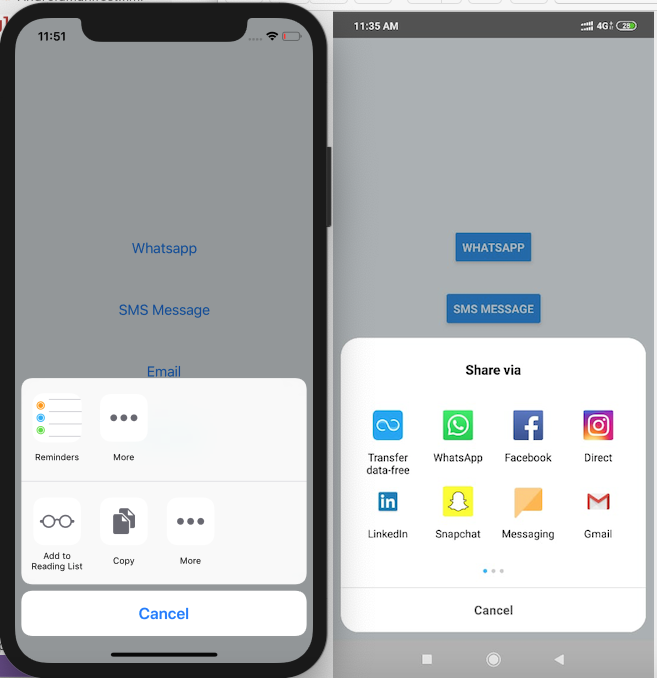 11:51
Whatsapp
SMS Message
Email
Reminders
More
Add to
Reading List
Copy
More
Cancel
11:35 AM
4G
28
WHATSAPP
SMS MESSAGE
Share via
Transfer
data-free
WhatsApp
Facebook
Direct
in
LinkedIn
Snapchat
Messaging
Gmail
Cancel